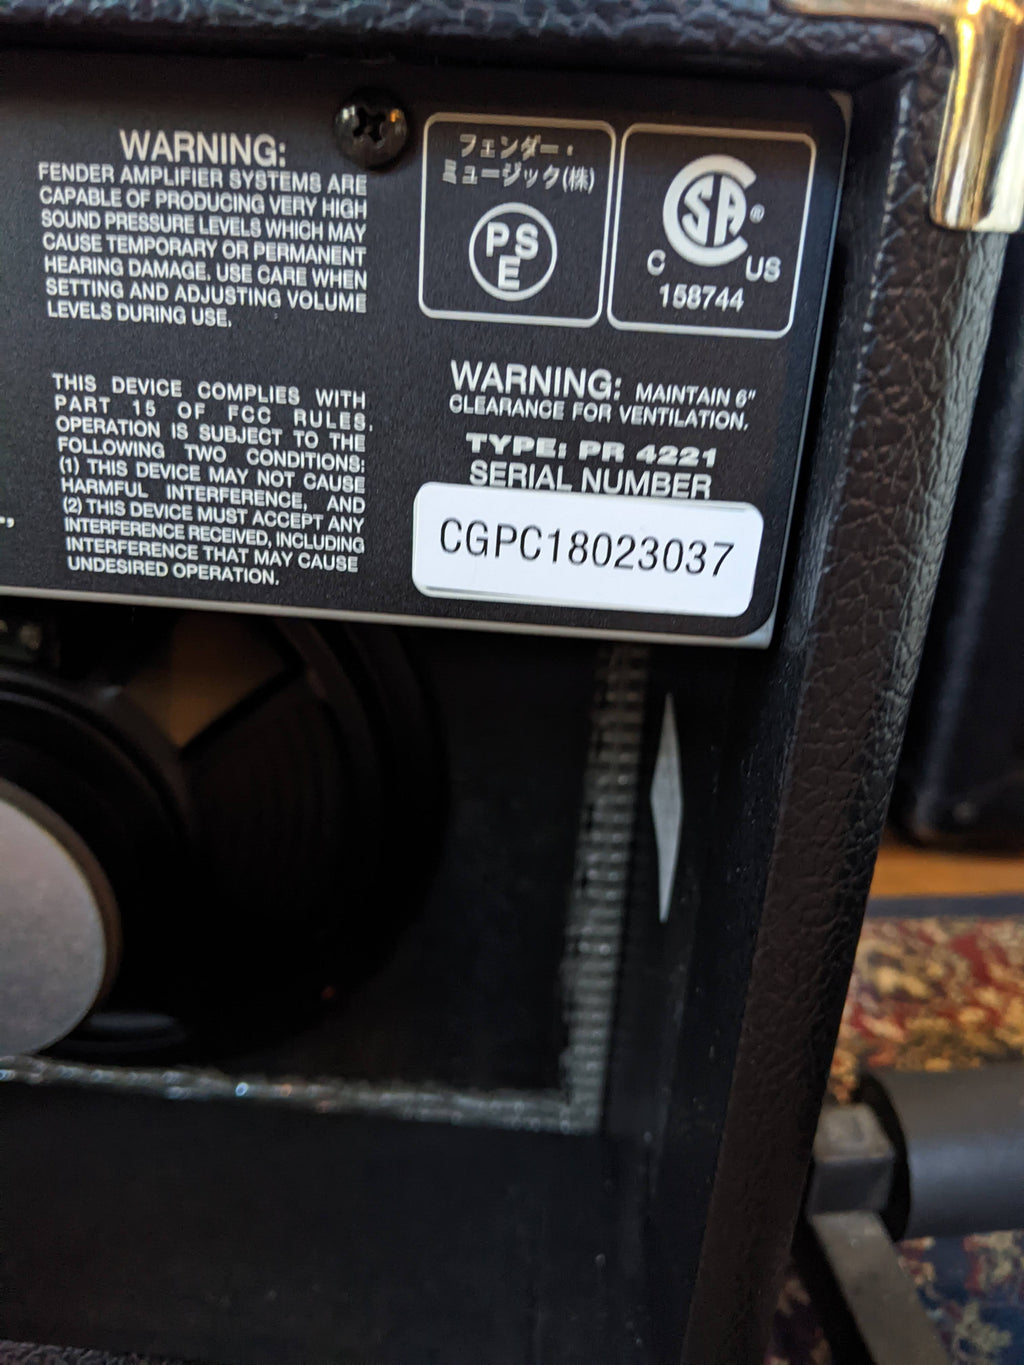 WARNING:
FENDER AMPLIFIER SYSTEMS ARE
CAPABLE OF PRODUCING VERY HIGH
SOUND PRESSURE LEVELS WHICH MAY
CAUSE TEMPORARY OR PERMANENT
HEARING DAMAGE. USE CARE WHEN
SETTING AND ADJUSTING VOLUME
LEVELS DURING USE.
THIS DEVICE COMPLIES WITH
PART 15 OF FCC RULES.
OPERATION IS SUBJECT TO THE
FOLLOWING TWO CONDITIONS:
(1) THIS DEVICE MAY NOT CAUSE
HARMFUL INTERFERENCE, AND
(2) THIS DEVICE MUST ACCEPT ANY
INTERFERENCE RECEIVED, INCLUDING
INTERFERENCE THAT MAY CAUSE
UNDESIRED OPERATION.
フェンダー・
ミュージック(株)
PS
E
CSA®
C US
158744
WARNING: MAINTAIN 6"
CLEARANCE FOR VENTILATION.
TYPE: PR 4221
SERIAL NUMBER
CGPC18023037